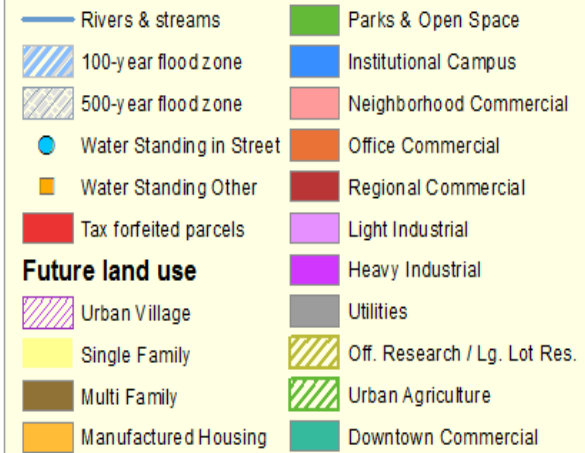 Rivers & streams
100-year flood zone
500-year flood zone
Water Standing in Street
Water Standing Other
Tax forfeited parcels
Future land use
Urban Village
Single Family
Multi Family
Manufactured Housing
Parks & Open Space
Institutional Campus
Neighborhood Commercial
Office Commercial
Regional Commercial
Light Industrial
Heavy Industrial
Utilities
Off. Research / Lg. Lot Res.
Urban Agriculture
Downtown Commercial